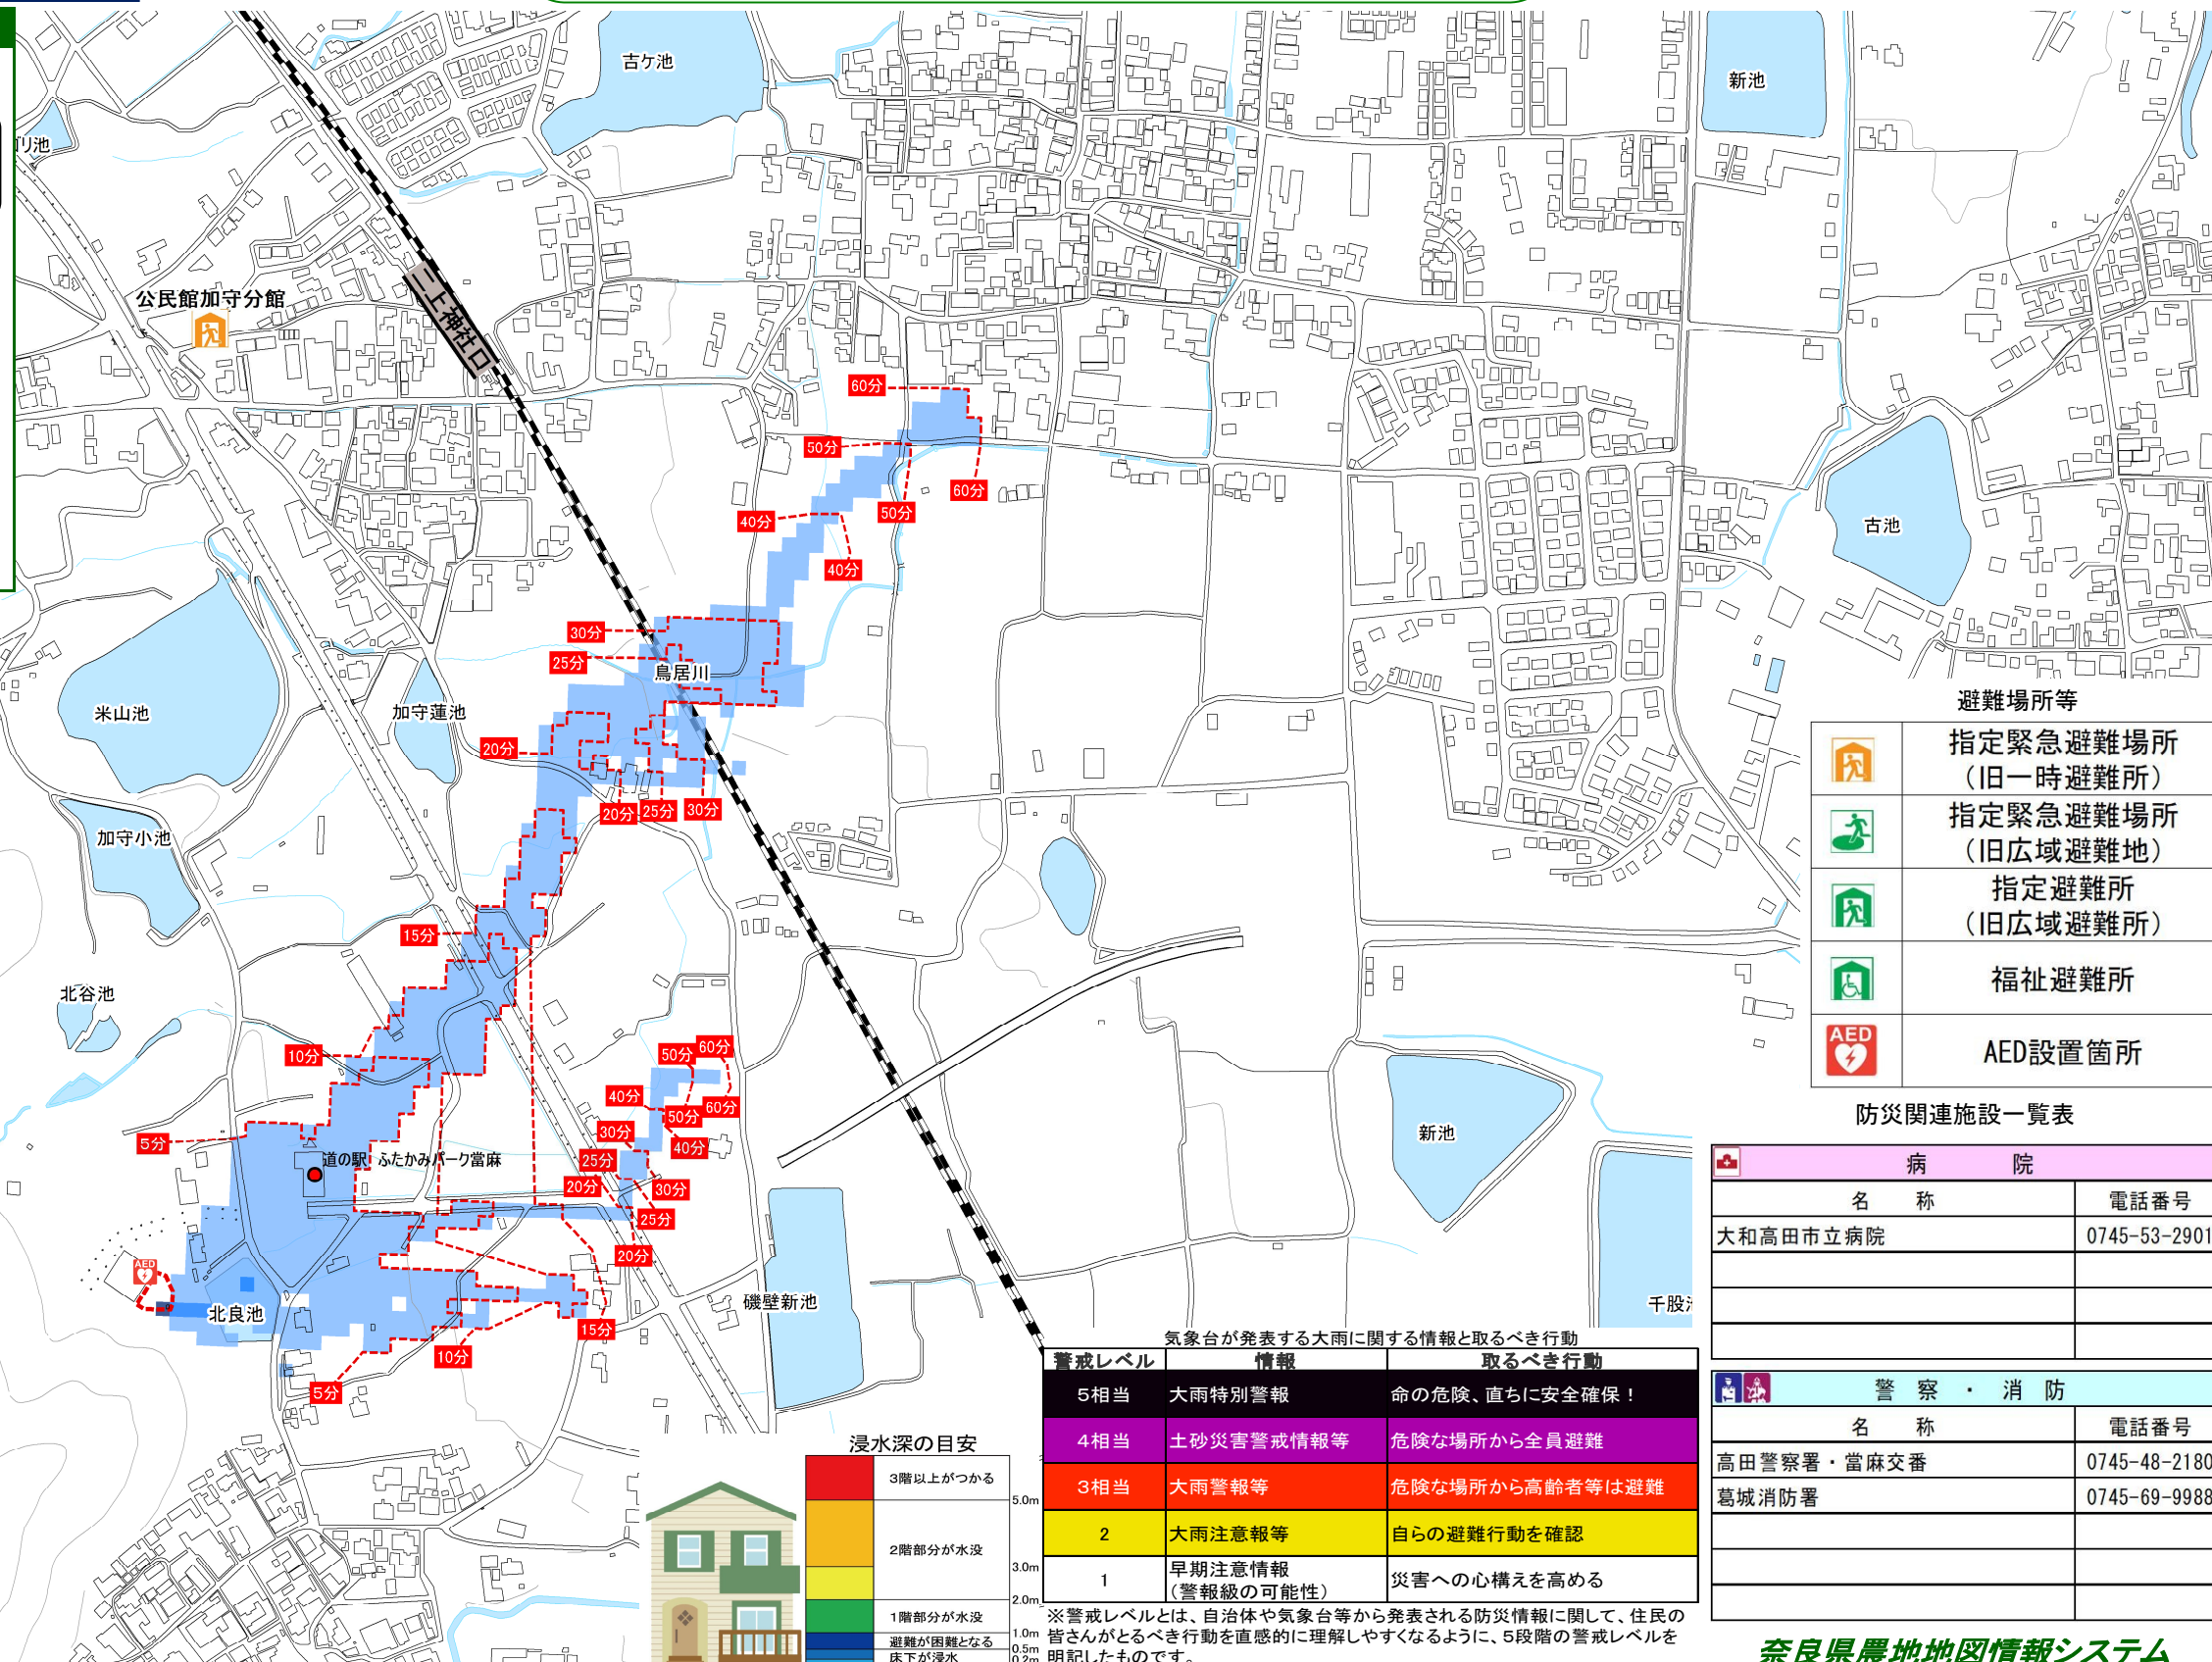 吉ケ池
新池
リ池
公民館加守分館
二上神社口
60分
50分
60分
50分
40分
40分
古池
30分
25分
鳥居川
米山池
加守蓮池
20分
20分
25分
30分
加守小池
15分
北谷池
10分
50分
60分
40分
50分
60分
30分
40分
5分
25分
道の駅 ふたかみパーク當麻
20分
30分
25分
20分
新池
AED
北良池
磯壁新池
千股
15分
10分
5分
避難場所等
指定緊急避難場所
（旧一時避難所）
指定緊急避難場所
（旧広域避難地）
指定避難所
（旧広域避難所）
福祉避難所
AED
AED設置箇所
防災関連施設一覧表
病 院
名 称 電話番号
大和高田市立病院 0745-53-2901
警 察 ・ 消 防
名 称 電話番号
高田警察署・當麻交番 0745-48-2180
葛城消防署 0745-69-9988
奈良県農地地図情報システム
気象台が発表する大雨に関する情報と取るべき行動
警戒レベル 情報 取るべき行動
5相当 大雨特別警報 命の危険、直ちに安全確保！
4相当 土砂災害警戒情報等 危険な場所から全員避難
3相当 大雨警報等 危険な場所から高齢者等は避難
2 大雨注意報等 自らの避難行動を確認
1 早期注意情報
（警報級の可能性） 災害への心構えを高める
※警戒レベルとは、自治体や気象台等から発表される防災情報に関して、住民の
皆さんがとるべき行動を直感的に理解しやすくなるように、5段階の警戒レベルを
明記したものです。
浸水深の目安
3階以上がつかる
5.0m
2階部分が水没
3.0m
2.0m
1階部分が水没
1.0m
避難が困難となる
0.5m
床下が浸水
0.2m